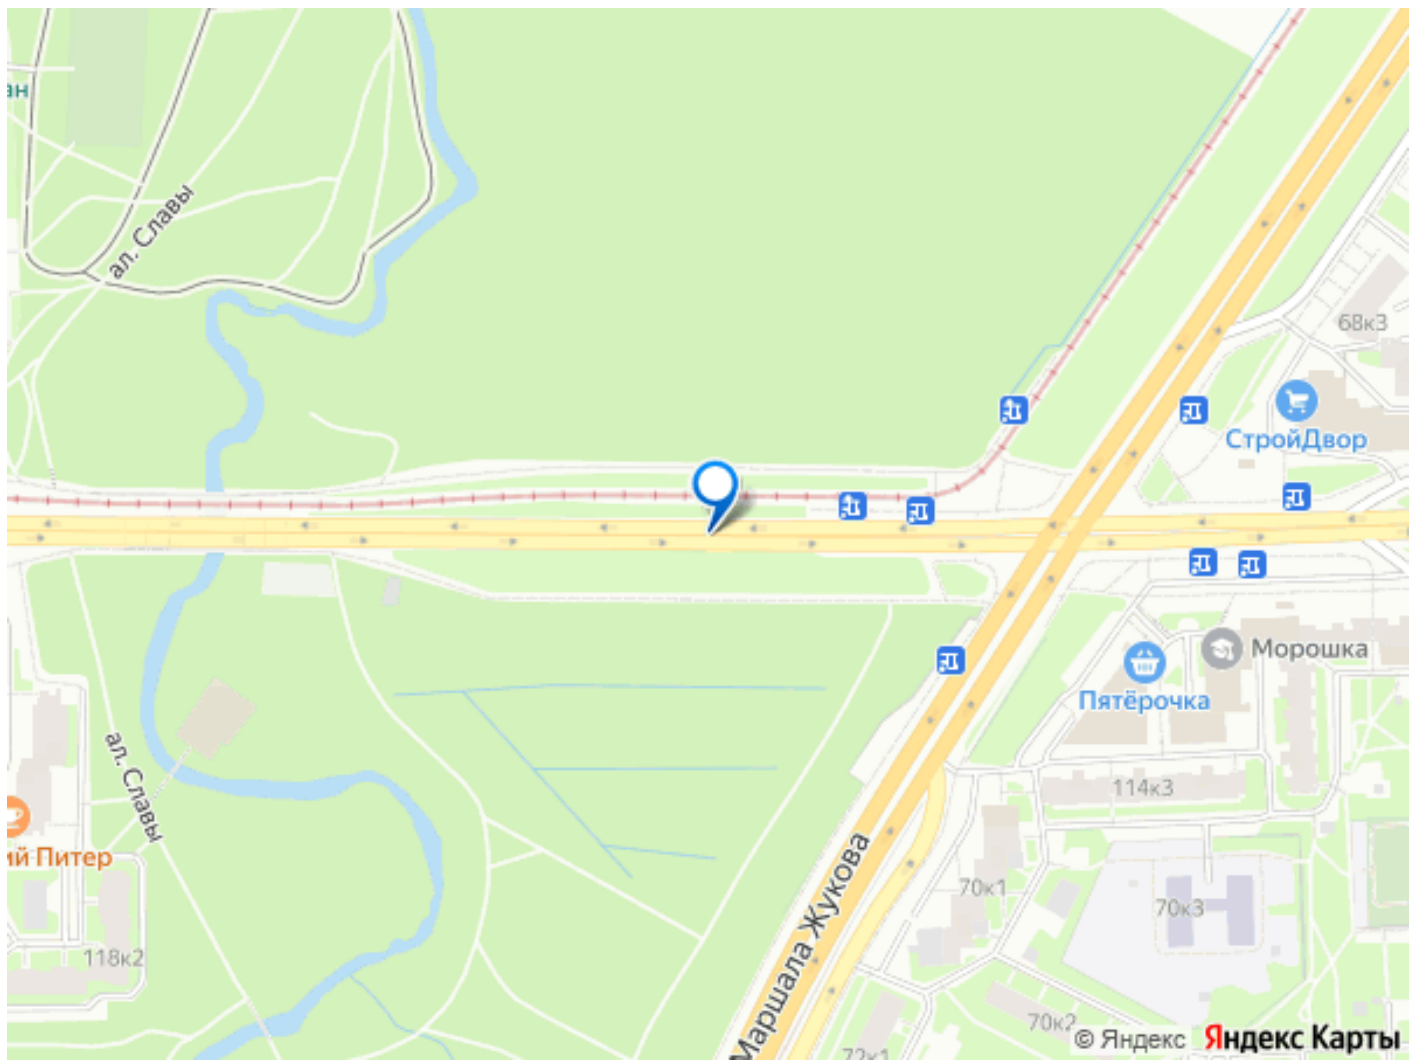 ан
ал. Славы
68к3
СтройДвор
Морошка
Пятёрочка
ал. Славы
114к3
ий Питер
Маршала Жукова
70к1
70к3
118к2
70к2
72к1
© Яндекс Яндекс Карты